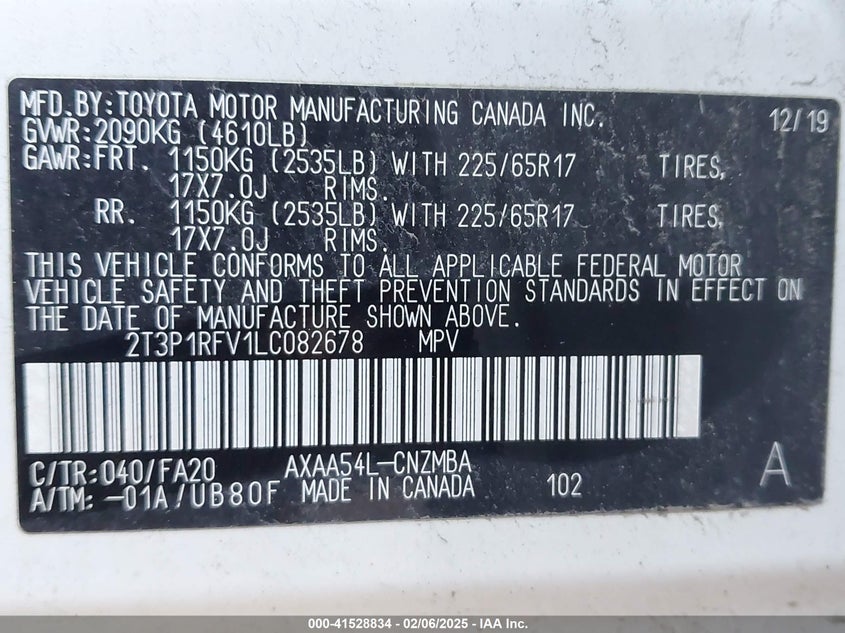 MFD.BY:TOYOTA MOTOR MANUFACTURING CANADA INC. 12/19
GVWR:2090KG (4610LB)
GAWR:FRT. 1150KG (2535LB) WITH 225/65R17 TIRES,
17X7.0J RIMS.
RR. 1150KG (2535LB) WITH 225/65R17 TIRES,
17X7.0J RIMS.
THIS VEHICLE CONFORMS TO ALL APPLICABLE FEDERAL MOTOR
VEHICLE SAFETY AND THEFT PREVENTION STANDARDS IN EFFECT ON
THE DATE OF MANUFACTURE SHOWN ABOVE.
2T3P1RFV1LC082678 MPV
C/TR:040/FA20 AXAA54L-CNZMBA A
A/TM:-01A/UB80F MADE IN CANADA 102
000-41528834 - 02/06/2025 - IAA Inc.